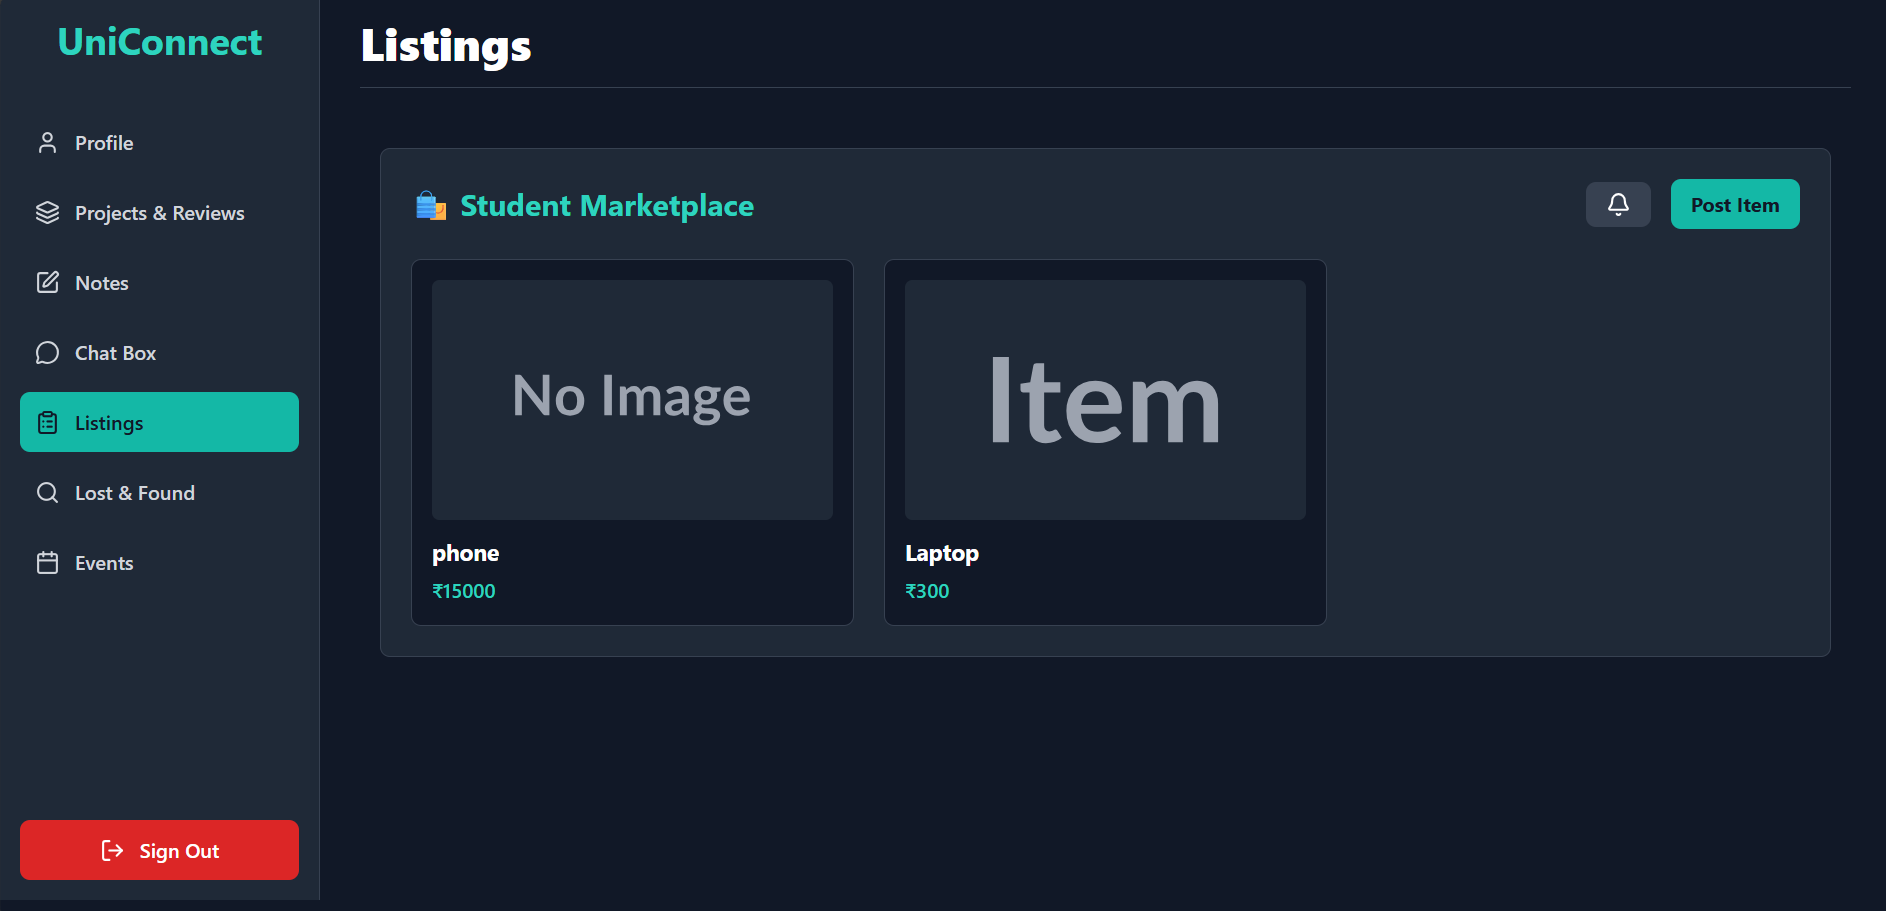 UniConnect
Profile
Projects & Reviews
Notes
Chat Box
Listings
Lost & Found
Events
Sign Out
Listings
Student Marketplace
Post Item
No Image
phone
₹15000
Item
Laptop
₹300